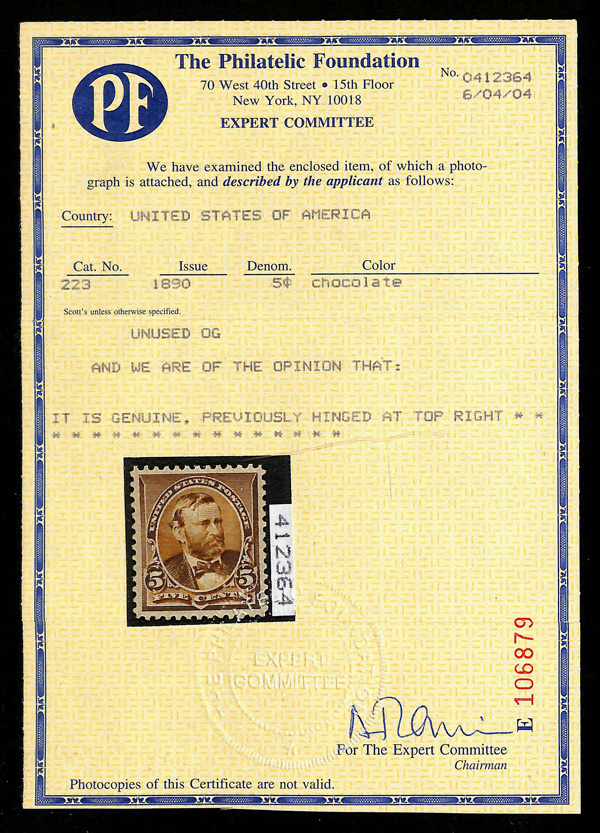 PF
The Philatelic Foundation
70 West 40th Street • 15th Floor
New York, NY 10018
EXPERT COMMITTEE
No. 0412364
6/04/04
We have examined the enclosed item, of which a photo-
graph is attached, and described by the applicant as follows:
Country: UNITED STATES OF AMERICA
Cat. No. Issue Denom. Color
223 1890 5¢ chocolate
Scott's unless otherwise specified.
UNUSED OG
AND WE ARE OF THE OPINION THAT:
IT IS GENUINE, PREVIOUSLY HINGED AT TOP RIGHT * *
* * * * * * * * * * * * * * *
UNITED STATES POSTAGE
5 5
FIVE CENTS
412364
EXPERT
COMMITTEE
E 106879
For The Expert Committee
Chairman
Photocopies of this Certificate are not valid.